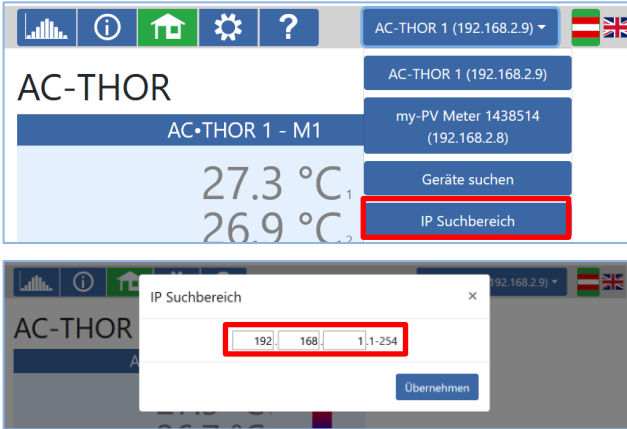 ?
AC-THOR 1 (192.168.2.9)
AC-THOR
AC-THOR 1 (192.168.2.9)
my-PV Meter 1438514
(192.168.2.8)
AC•THOR 1 - M1
27.3 °C 1
Geräte suchen
26.9 °C 2
IP Suchbereich
IP Suchbereich
×
192.168.2.9)
AC-THOR
192. 168. 1.1-254
A
Übernehmen